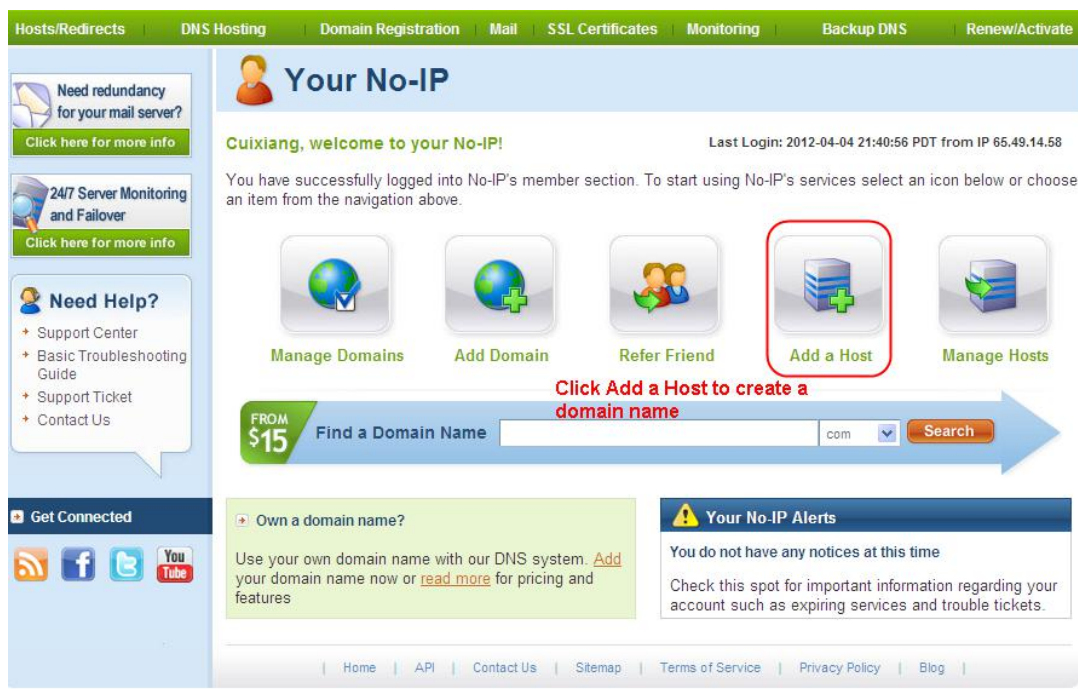 Hosts/Redirects | DNS Hosting | Domain Registration | Mail | SSL Certificates | Monitoring | Backup DNS | Renew/Activate
Need redundancy
for your mail server?
Click here for more info
24/7 Server Monitoring
and Failover
Click here for more info
Need Help?
Support Center
Basic Troubleshooting
Guide
Support Ticket
Contact Us
Get Connected
You
Tube
Your No-IP
Cuixiang, welcome to your No-IP! Last Login: 2012-04-04 21:40:56 PDT from IP 65.49.14.58
You have successfully logged into No-IP's member section. To start using No-IP's services select an icon below or choose
an item from the navigation above.
Manage Domains Add Domain Refer Friend Add a Host Manage Hosts
Click Add a Host to create a
domain name
FROM
$15 Find a Domain Name com Search
Own a domain name?
Use your own domain name with our DNS system. Add
your domain name now or read more for pricing and
features
Your No-IP Alerts
You do not have any notices at this time
Check this spot for important information regarding your
account such as expiring services and trouble tickets.
| Home | API | Contact Us | Sitemap | Terms of Service | Privacy Policy | Blog |